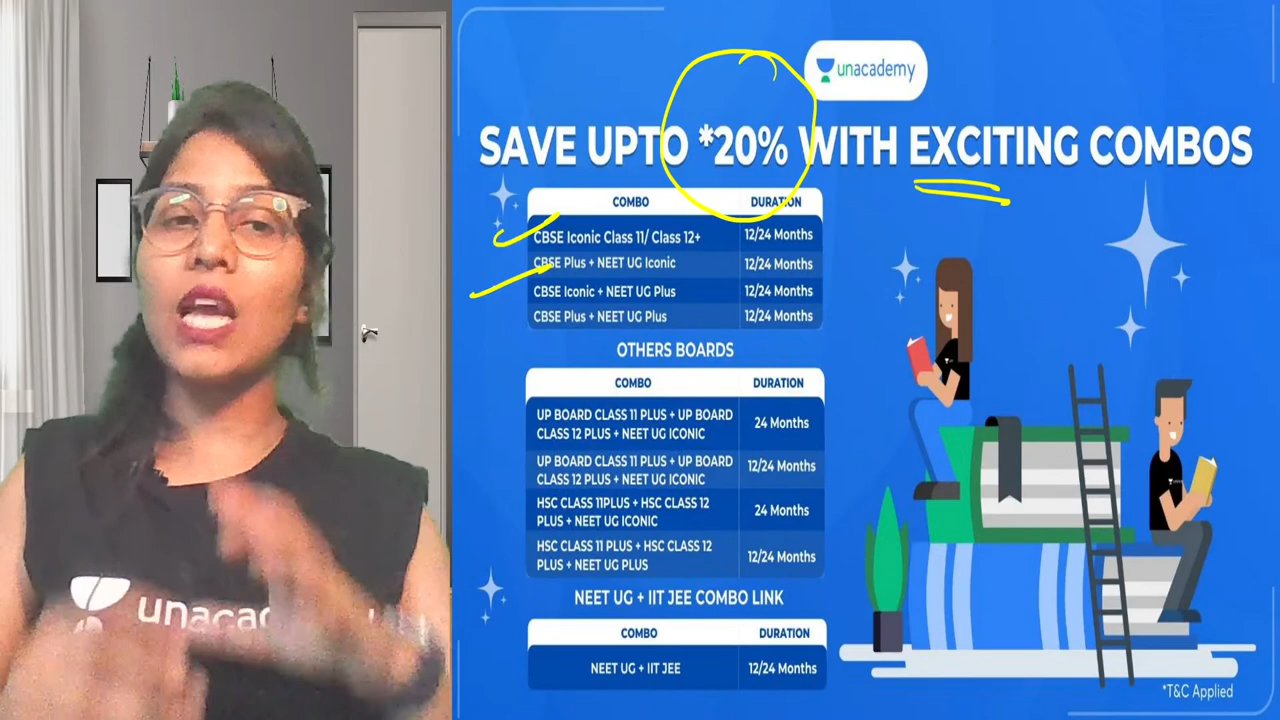 unacademy
SAVE UPTO *20% WITH EXCITING COMBOS
COMBO DURATION
CBSE Iconic Class 11/ Class 12+ 12/24 Months
CBSE Plus + NEET UG Iconic 12/24 Months
CBSE Iconic + NEET UG Plus 12/24 Months
CBSE Plus + NEET UG Plus 12/24 Months
OTHERS BOARDS
COMBO DURATION
UP BOARD CLASS 11 PLUS + UP BOARD
CLASS 12 PLUS + NEET UG ICONIC 24 Months
UP BOARD CLASS 11 PLUS + UP BOARD
CLASS 12 PLUS + NEET UG ICONIC 12/24 Months
HSC CLASS 11PLUS + HSC CLASS 12
PLUS + NEET UG ICONIC 24 Months
HSC CLASS 11 PLUS + HSC CLASS 12
PLUS + NEET UG PLUS 12/24 Months
NEET UG + IIT JEE COMBO LINK
COMBO DURATION
NEET UG + IIT JEE 12/24 Months
*T&C Applied